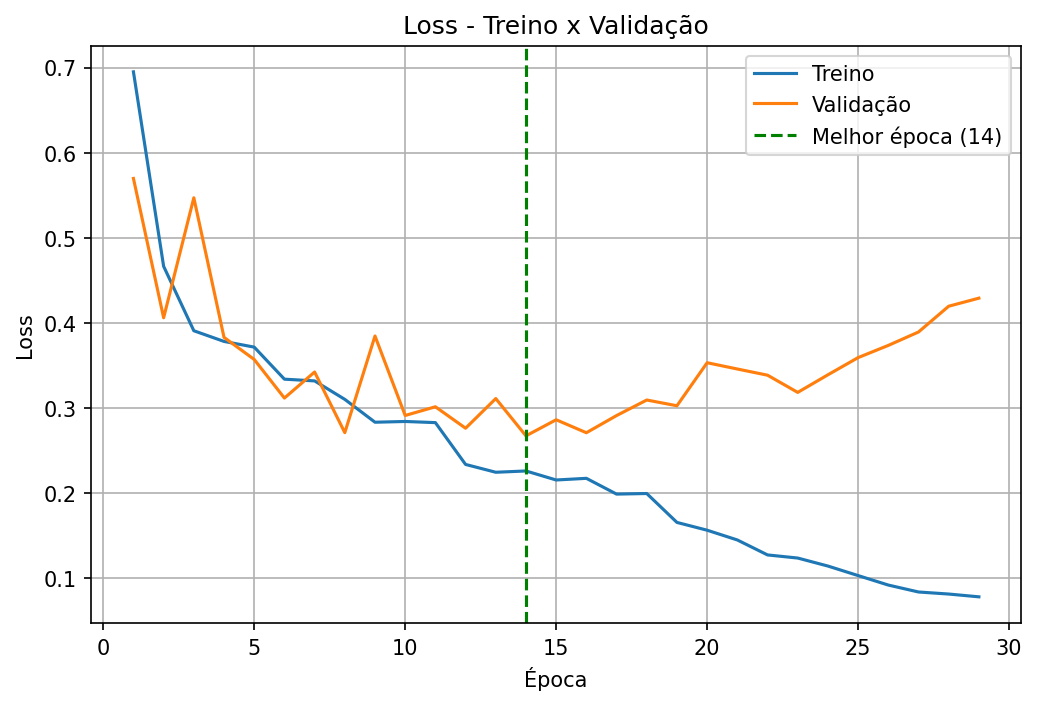 Loss - Treino x Validação
Treino
Validação
Melhor época (14)
Loss
0.7
0.6
0.5
0.4
0.3
0.2
0.1
0 5 10 15 20 25 30
Época